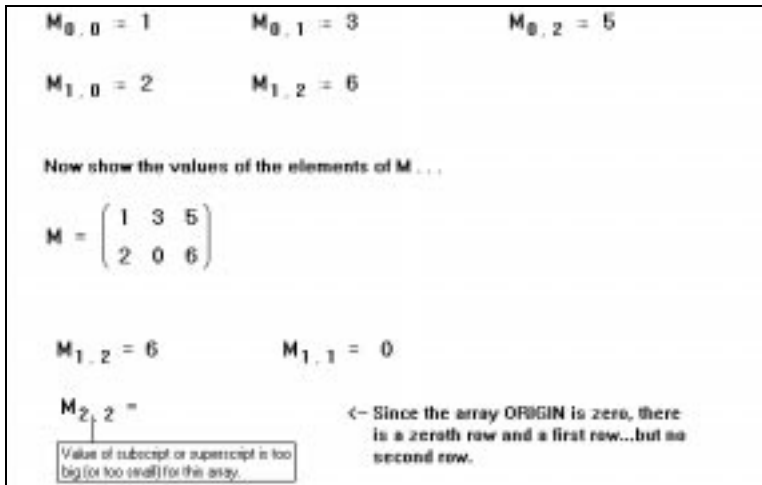 M0,0 = 1 M0,1 = 3 M0,2 = 5
M1,0 = 2 M1,2 = 6
Now show the values of the elements of M . . .
M = ( 1 3 5
2 0 6 )
M1,2 = 6 M1,1 = 0
M2,2 =
<– Since the array ORIGIN is zero, there
is a zeroth row and a first row...but no
second row.
Value of subscript or superscript is too
big (or too small) for this array.